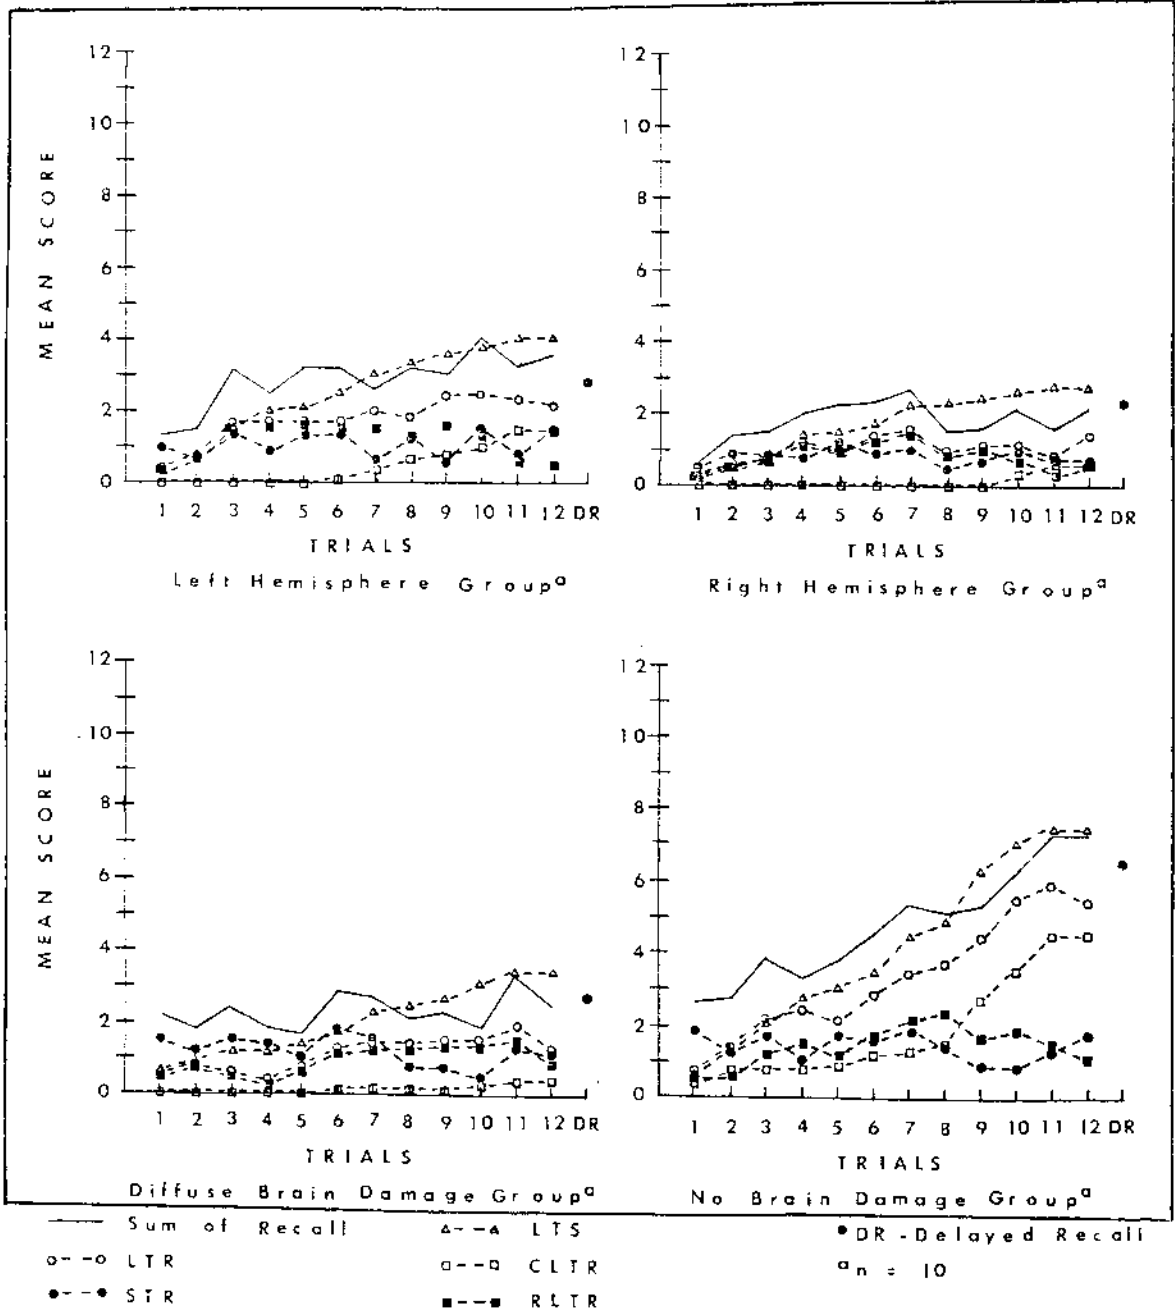 12 12
10 10
8 8
6 6
4 4
2 2
0 0
MEAN SCORE
1 2 3 4 5 6 7 8 9 10 11 12 DR 1 2 3 4 5 6 7 8 9 10 11 12 DR
TRIALS TRIALS
Left Hemisphere Groupᵃ Right Hemisphere Groupᵃ
12 12
10 10
8 8
6 6
4 4
2 2
0 0
MEAN SCORE
1 2 3 4 5 6 7 8 9 10 11 12 DR 1 2 3 4 5 6 7 8 9 10 11 12 DR
TRIALS TRIALS
Diffuse Brain Damage Groupᵃ No Brain Damage Groupᵃ
Sum of Recall LTS DR-Delayed Recall
LTR CLTR ᵃn = 10
STR RLTR